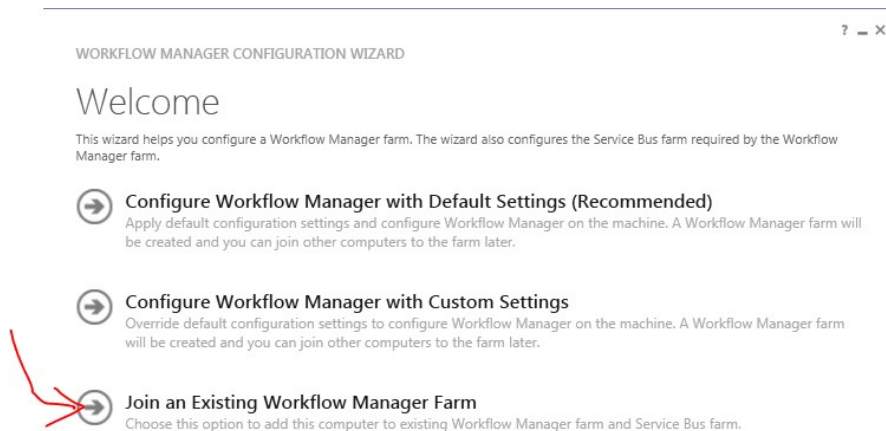 ? _ X
WORKFLOW MANAGER CONFIGURATION WIZARD
Welcome
This wizard helps you configure a Workflow Manager farm. The wizard also configures the Service Bus farm required by the Workflow
Manager farm.
Configure Workflow Manager with Default Settings (Recommended)
Apply default configuration settings and configure Workflow Manager on the machine. A Workflow Manager farm will
be created and you can join other computers to the farm later.
Configure Workflow Manager with Custom Settings
Override default configuration settings to configure Workflow Manager on the machine. A Workflow Manager farm
will be created and you can join other computers to the farm later.
Join an Existing Workflow Manager Farm
Choose this option to add this computer to existing Workflow Manager farm and Service Bus farm.